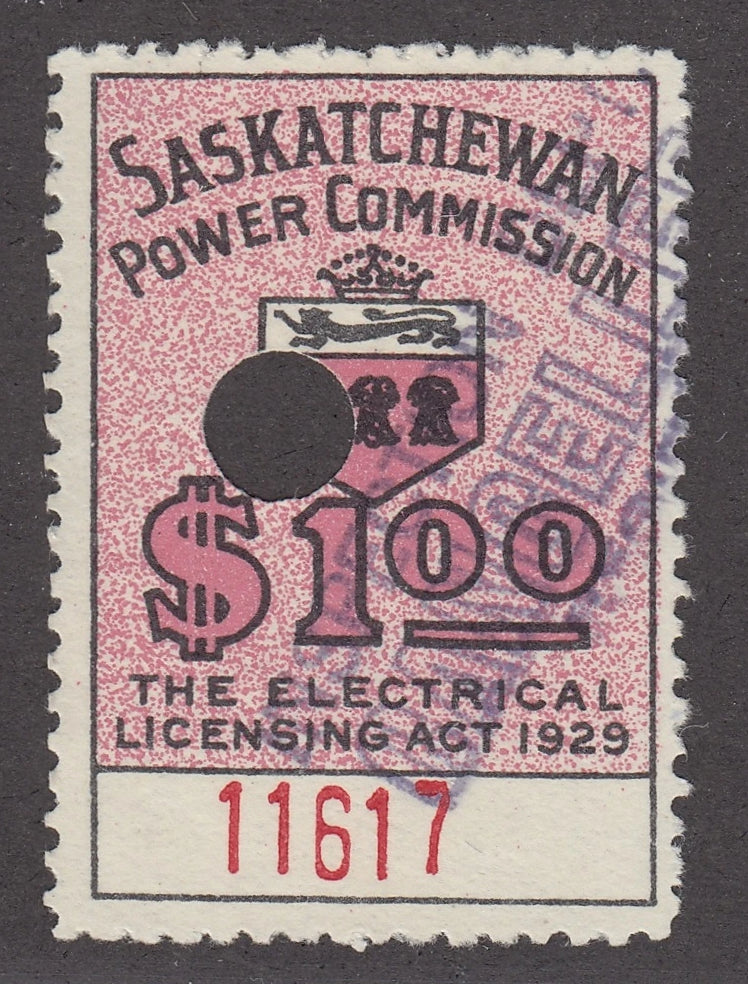 SASKATCHEWAN
POWER COMMISSION
$1.00
THE ELECTRICAL
LICENSING ACT 1929
11617